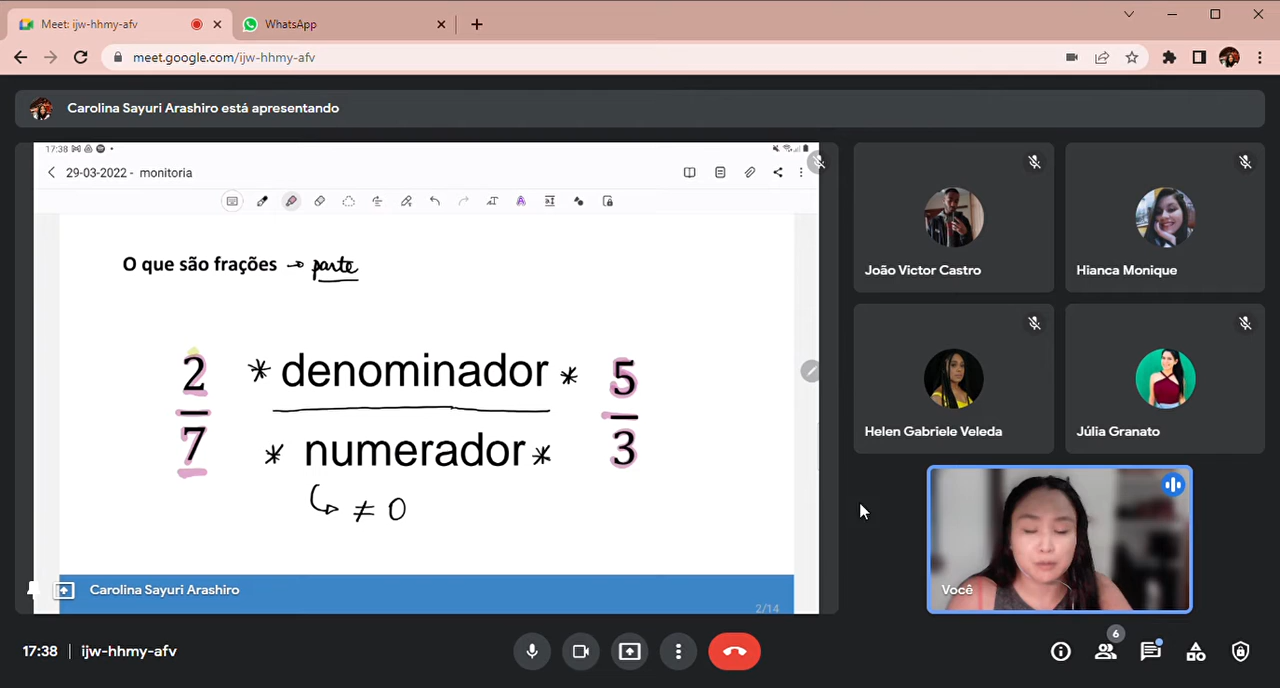 Meet: ijw-hhmy-afv
WhatsApp
meet.google.com/ijw-hhmy-afv
Carolina Sayuri Arashiro está apresentando
17:38
29-03-2022 - monitoria
O que são frações → parte
2 * denominador * 5
7 * numerador * 3
↳ ≠ 0
Carolina Sayuri Arashiro
2/14
João Victor Castro
Hianca Monique
Helen Gabriele Veleda
Júlia Granato
Você
17:38 | ijw-hhmy-afv
6